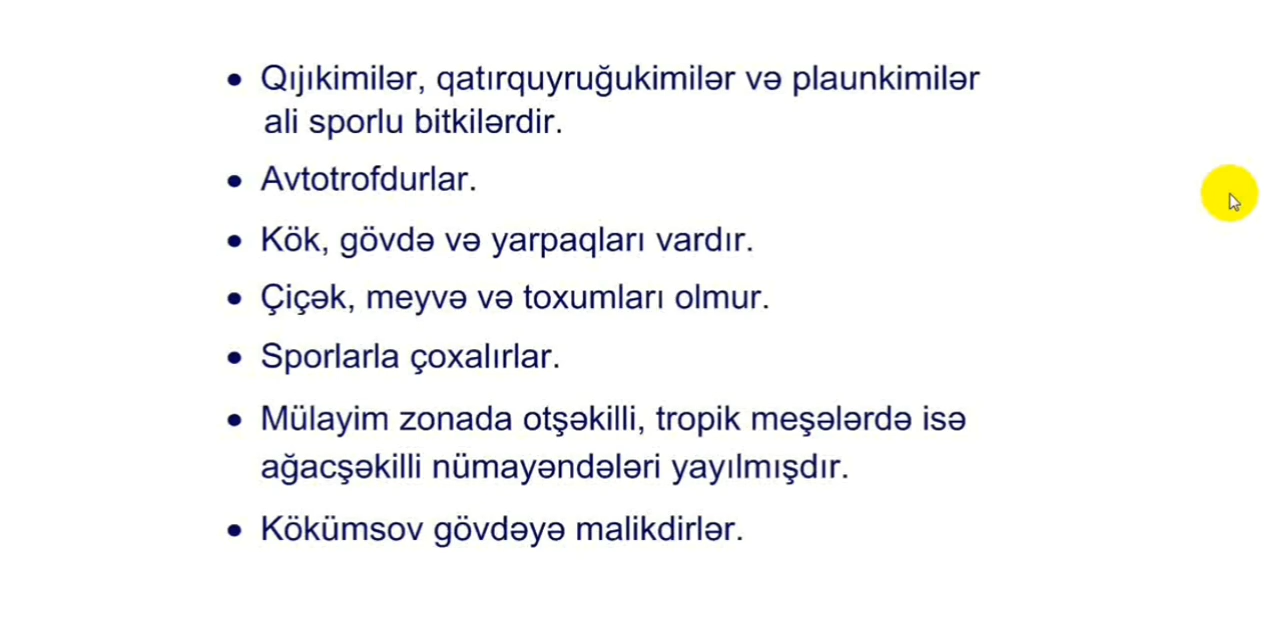 • Qıjıkimilər, qatırquyruğukimilər və plaunkimilər
ali sporlu bitkilərdir.
• Avtotrofdurlar.
• Kök, gövdə və yarpaqları vardır.
• Çiçək, meyvə və toxumları olmur.
• Sporlarla çoxalırlar.
• Mülayim zonada otşəkilli, tropik meşələrdə isə
ağacşəkilli nümayəndələri yayılmışdır.
• Kökümsov gövdəyə malikdirlər.